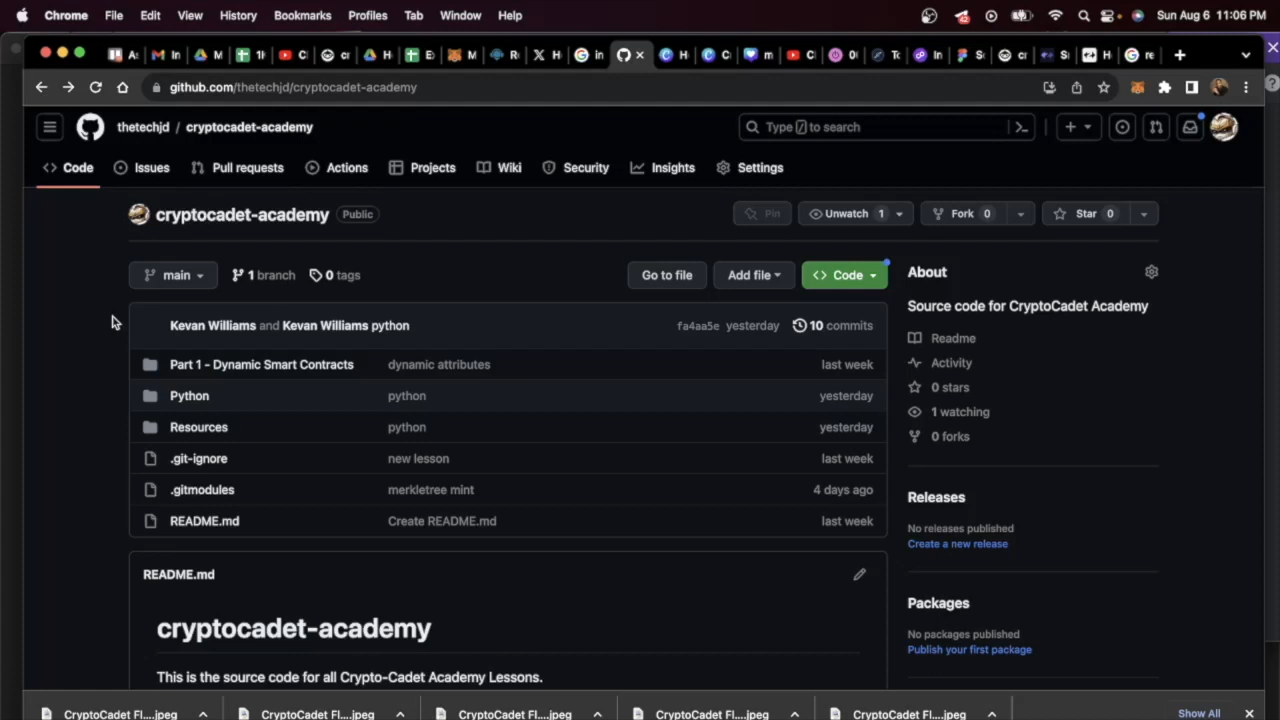 Chrome File Edit View History Bookmarks Profiles Tab Window Help Sun Aug 6 11:06 PM
github.com/thetechjd/cryptocadet-academy
thetechjd / cryptocadet-academy Type / to search
Code Issues Pull requests Actions Projects Wiki Security Insights Settings
cryptocadet-academy Public Pin Unwatch 1 Fork 0 Star 0
main 1 branch 0 tags Go to file Add file Code
About
Source code for CryptoCadet Academy
Kevan Williams and Kevan Williams python fa4aa5e yesterday 10 commits
Readme
Part 1 - Dynamic Smart Contracts dynamic attributes last week
Activity
Python python yesterday
0 stars
1 watching
Resources python yesterday
0 forks
.git-ignore new lesson last week
.gitmodules merkletree mint 4 days ago
Releases
README.md Create README.md last week
No releases published
Create a new release
README.md
Packages
cryptocadet-academy
No packages published
Publish your first package
This is the source code for all Crypto-Cadet Academy Lessons.
CryptoCadet Fl....jpeg CryptoCadet Fl....jpeg CryptoCadet Fl....jpeg CryptoCadet Fl....jpeg CryptoCadet Fl....jpeg Show All